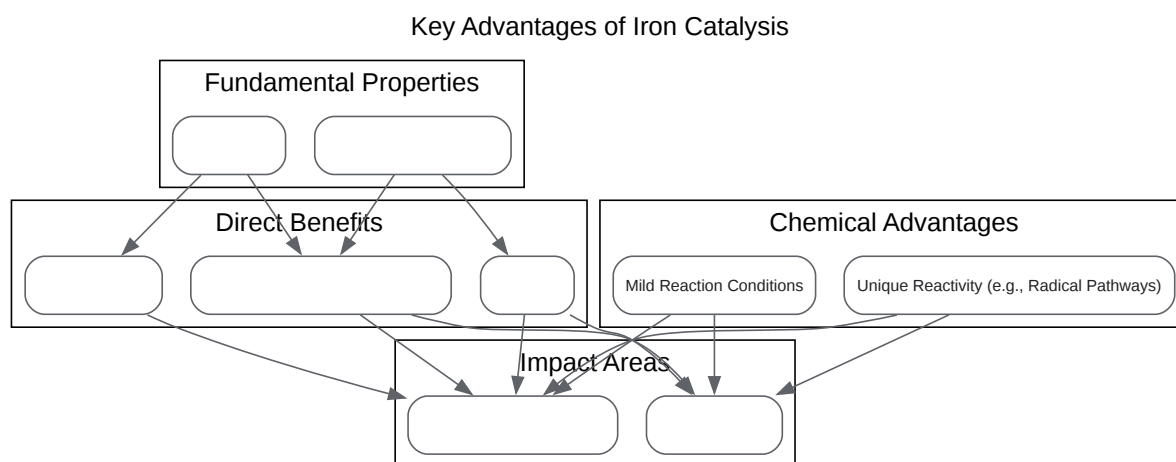 Key Advantages of Iron Catalysis
Fundamental Properties
Direct Benefits
Chemical Advantages
Mild Reaction Conditions
Unique Reactivity (e.g., Radical Pathways)
Impact Areas